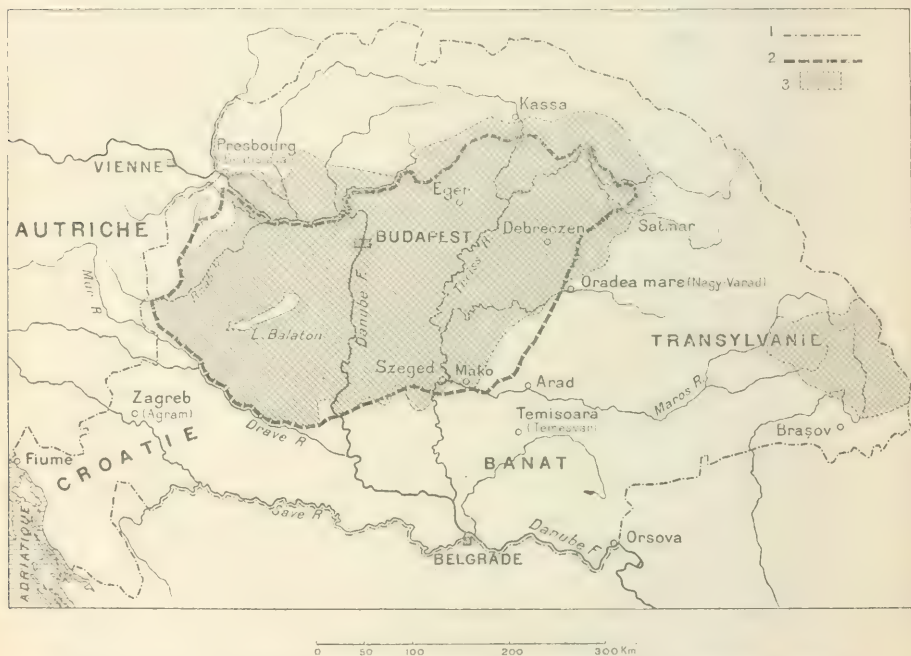 1
2
3
Kassa
Presbourg
VIENNE
Eger
AUTRICHE
Satmar
BUDAPEST
Debreczen
Mur R.
Theiss R.
Danube F.
Oradea mare (Nagy-Varad)
L. Balaton
TRANSYLVANIE
Szeged
Mako
Arad
Maros R.
Zagreb
(Agram)
Temisoara
(Temesvar)
Brașov
Drave R
CROATIE
BANAT
Fiume
Save R
Danube F.
Orsova
ADRIATIQUE
BELGRADE
0 50 100 200 300 Km